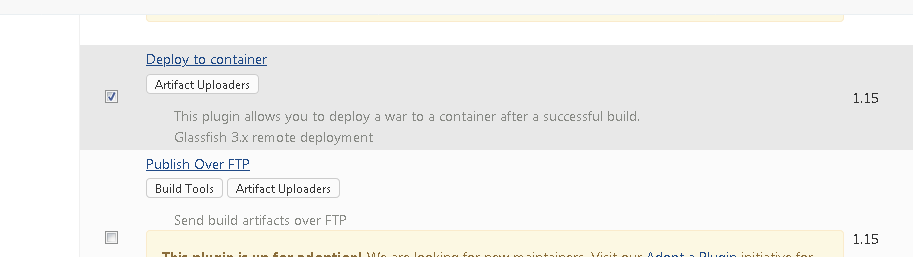 Deploy to container
Artifact Uploaders
1.15
This plugin allows you to deploy a war to a container after a successful build.
Glassfish 3.x remote deployment
Publish Over FTP
Build Tools Artifact Uploaders
Send build artifacts over FTP
1.15
This plugin is up for adoption! We are looking for new maintainers. Visit our Adopt a Plugin initiative for